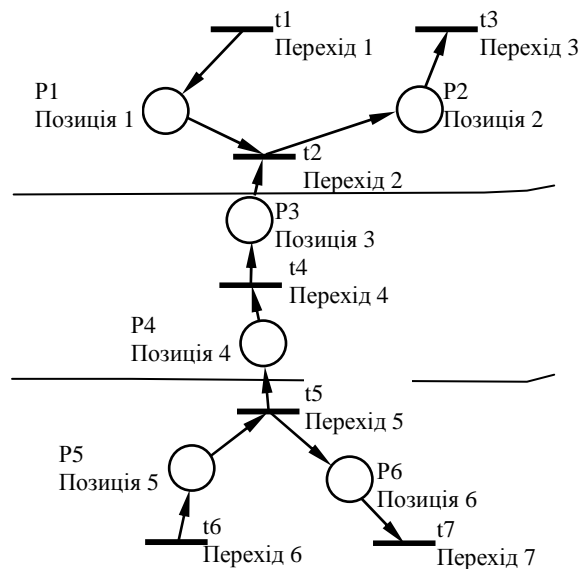 t1
Перехід 1
t3
Перехід 3
P1
Позиція 1
P2
Позиція 2
t2
Перехід 2
P3
Позиція 3
t4
Перехід 4
P4
Позиція 4
t5
Перехід 5
P5
Позиція 5
P6
Позиція 6
t6
Перехід 6
t7
Перехід 7